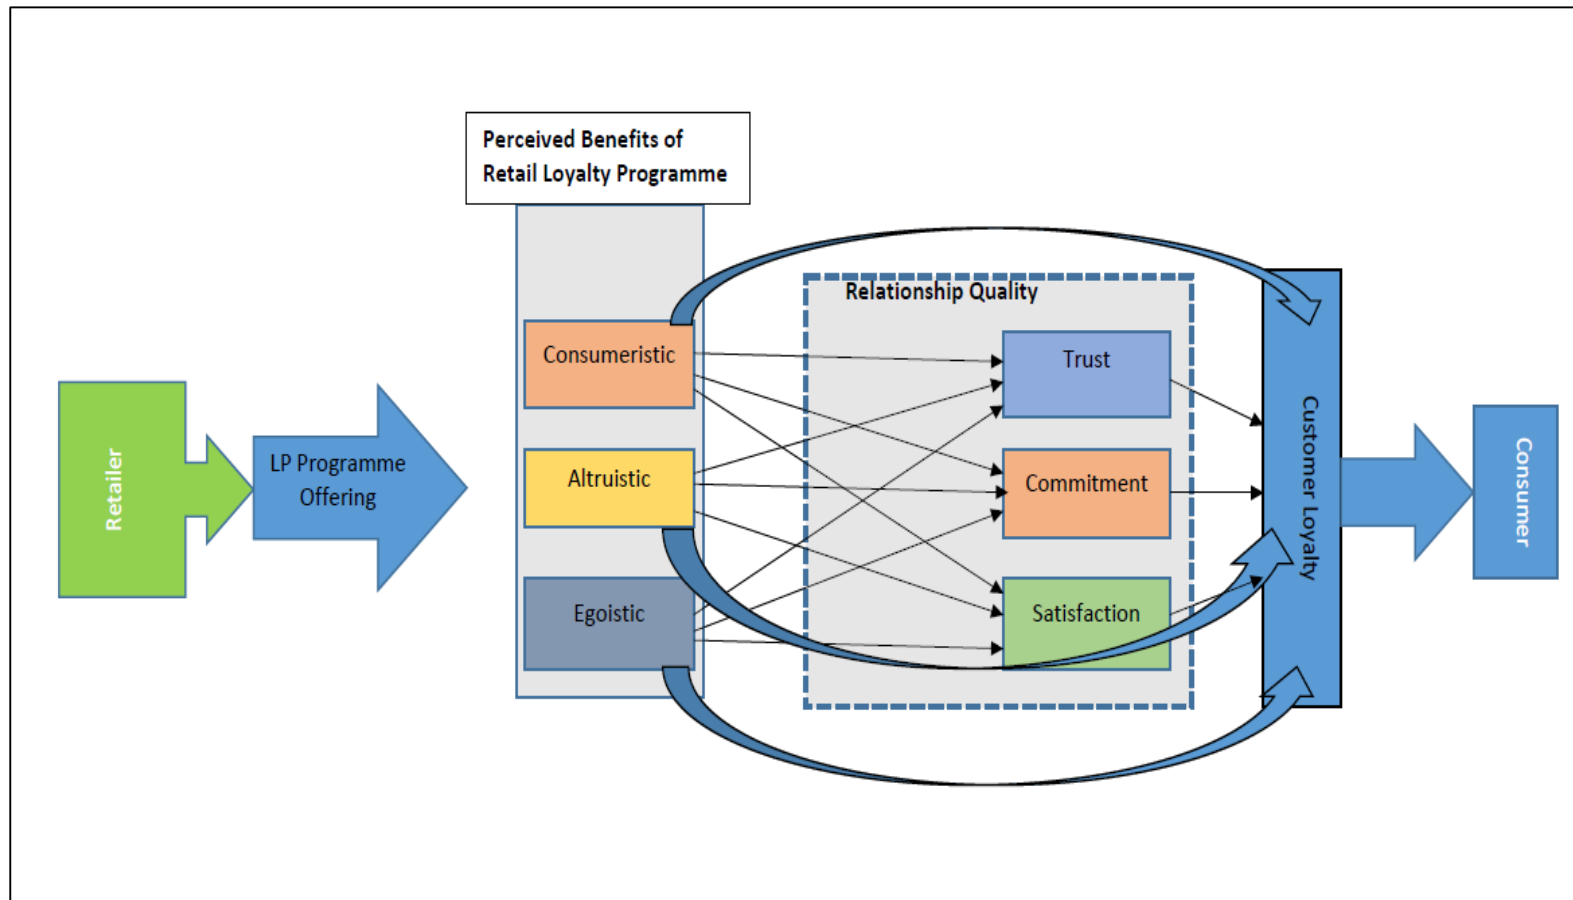 Perceived Benefits of
Retail Loyalty Programme
Relationship Quality
Consumeristic
Trust
Retailer
LP Programme
Offering
Altruistic
Commitment
Customer Loyalty
Consumer
Egoistic
Satisfaction